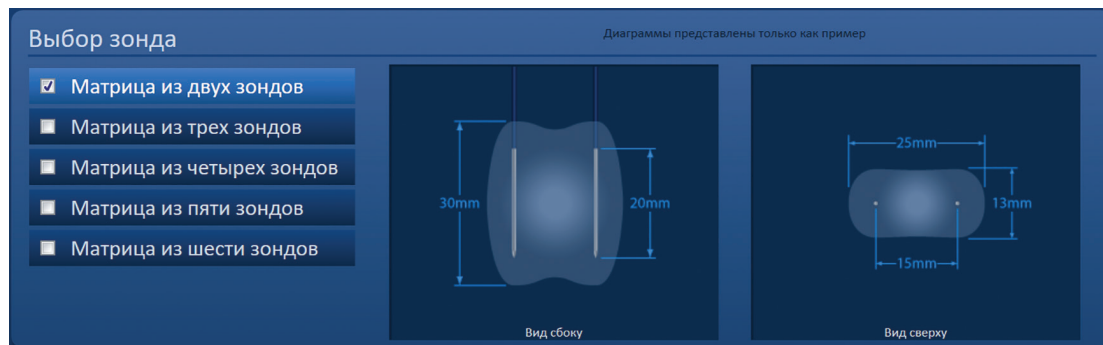 Выбор зонда
Диаграммы представлены только как пример
Матрица из двух зондов
Матрица из трех зондов
Матрица из четырех зондов
Матрица из пяти зондов
Матрица из шести зондов
30mm
20mm
Вид сбоку
25mm
13mm
15mm
Вид сверху